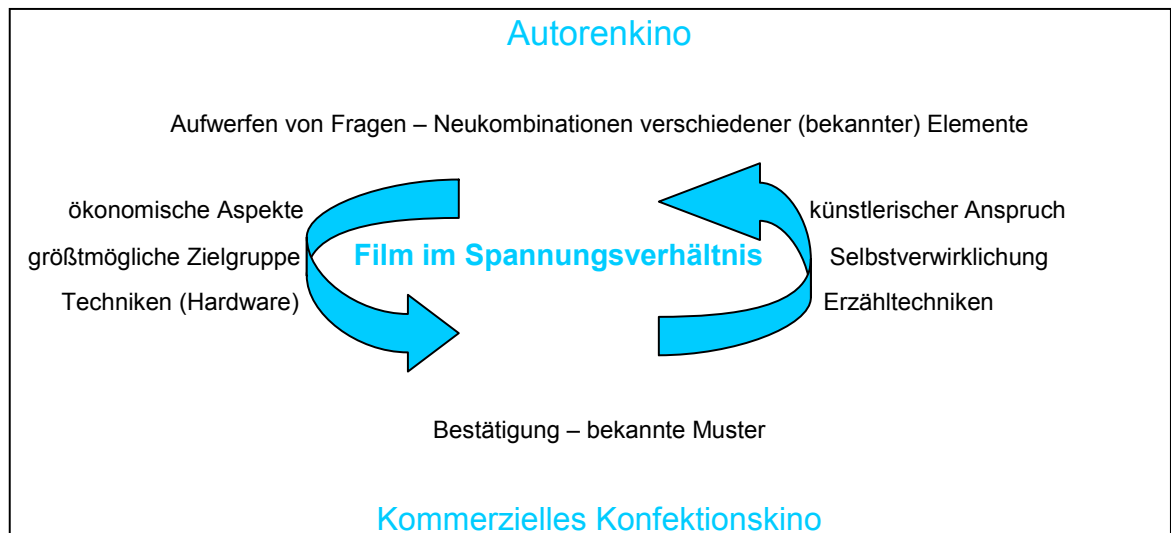 Autorenkino
Aufwerfen von Fragen – Neukombinationen verschiedener (bekannter) Elemente
ökonomische Aspekte
größtmögliche Zielgruppe
Techniken (Hardware)
Film im Spannungsverhältnis
künstlerischer Anspruch
Selbstverwirklichung
Erzähltechniken
Bestätigung – bekannte Muster
Kommerzielles Konfektionskino